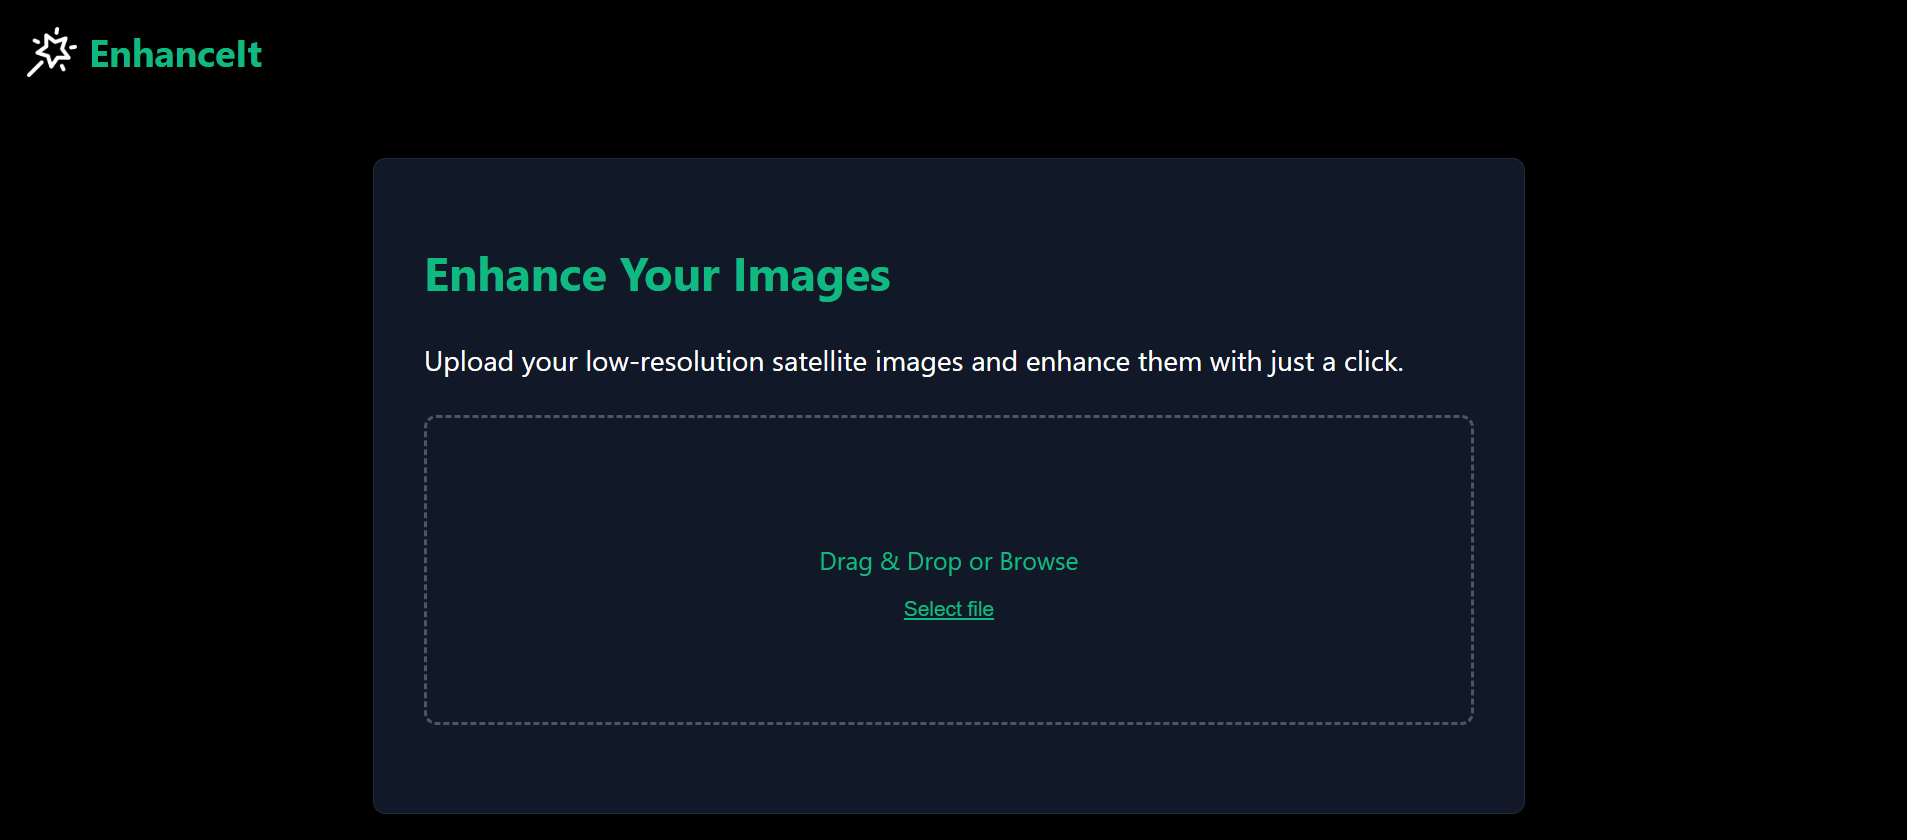 EnhanceIt
Enhance Your Images
Upload your low-resolution satellite images and enhance them with just a click.
Drag & Drop or Browse
Select file